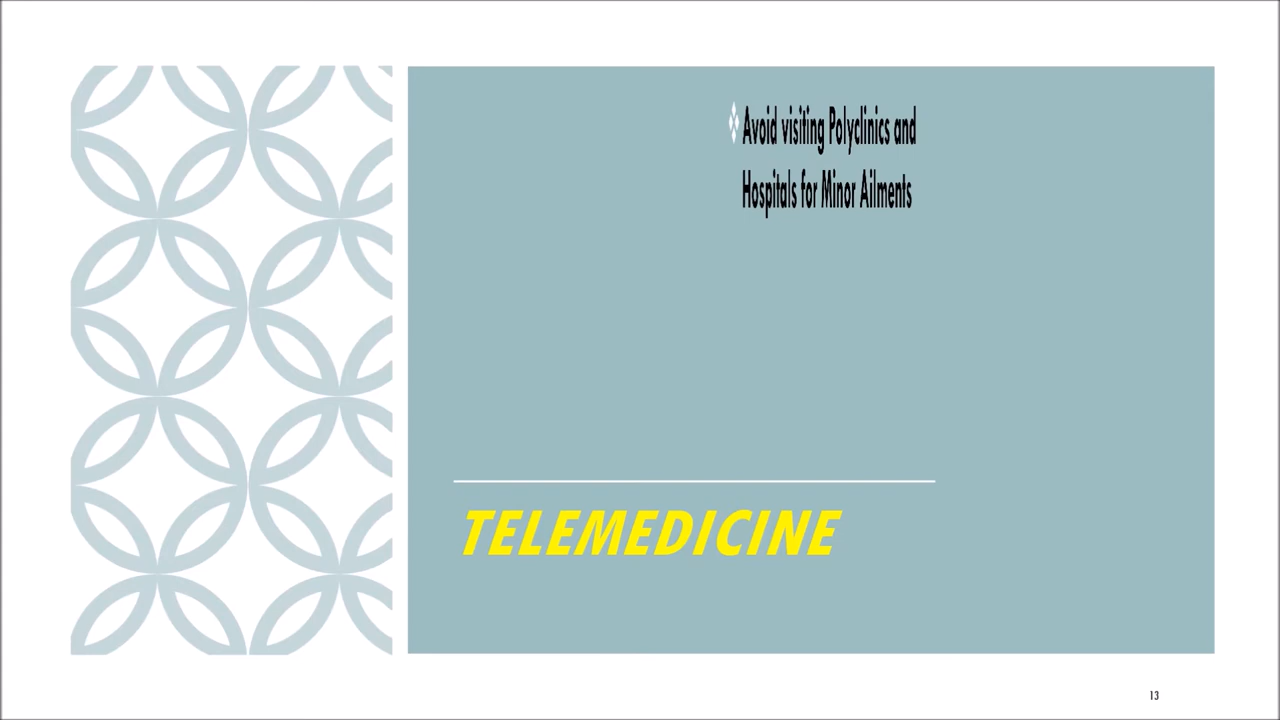 Avoid visiting Polyclinics and
Hospitals for Minor Ailments
TELEMEDICINE
13